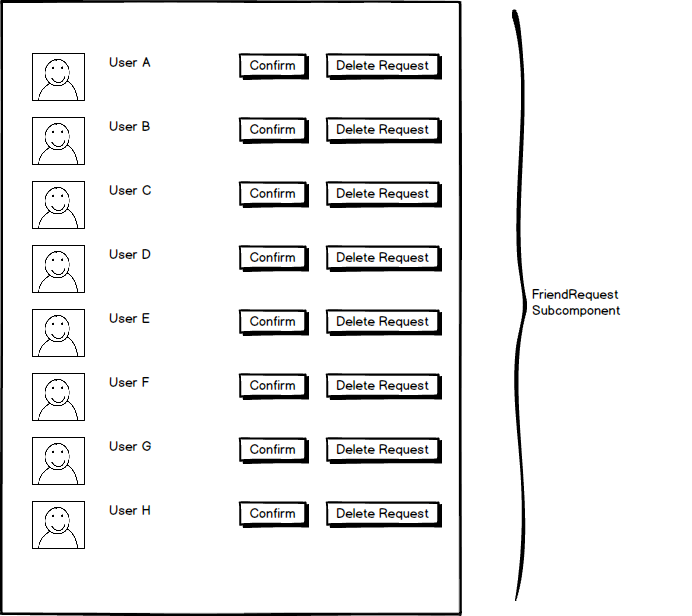 User A
Confirm
Delete Request
User B
Confirm
Delete Request
User C
Confirm
Delete Request
User D
Confirm
Delete Request
User E
Confirm
Delete Request
User F
Confirm
Delete Request
User G
Confirm
Delete Request
User H
Confirm
Delete Request
FriendRequest
Subcomponent